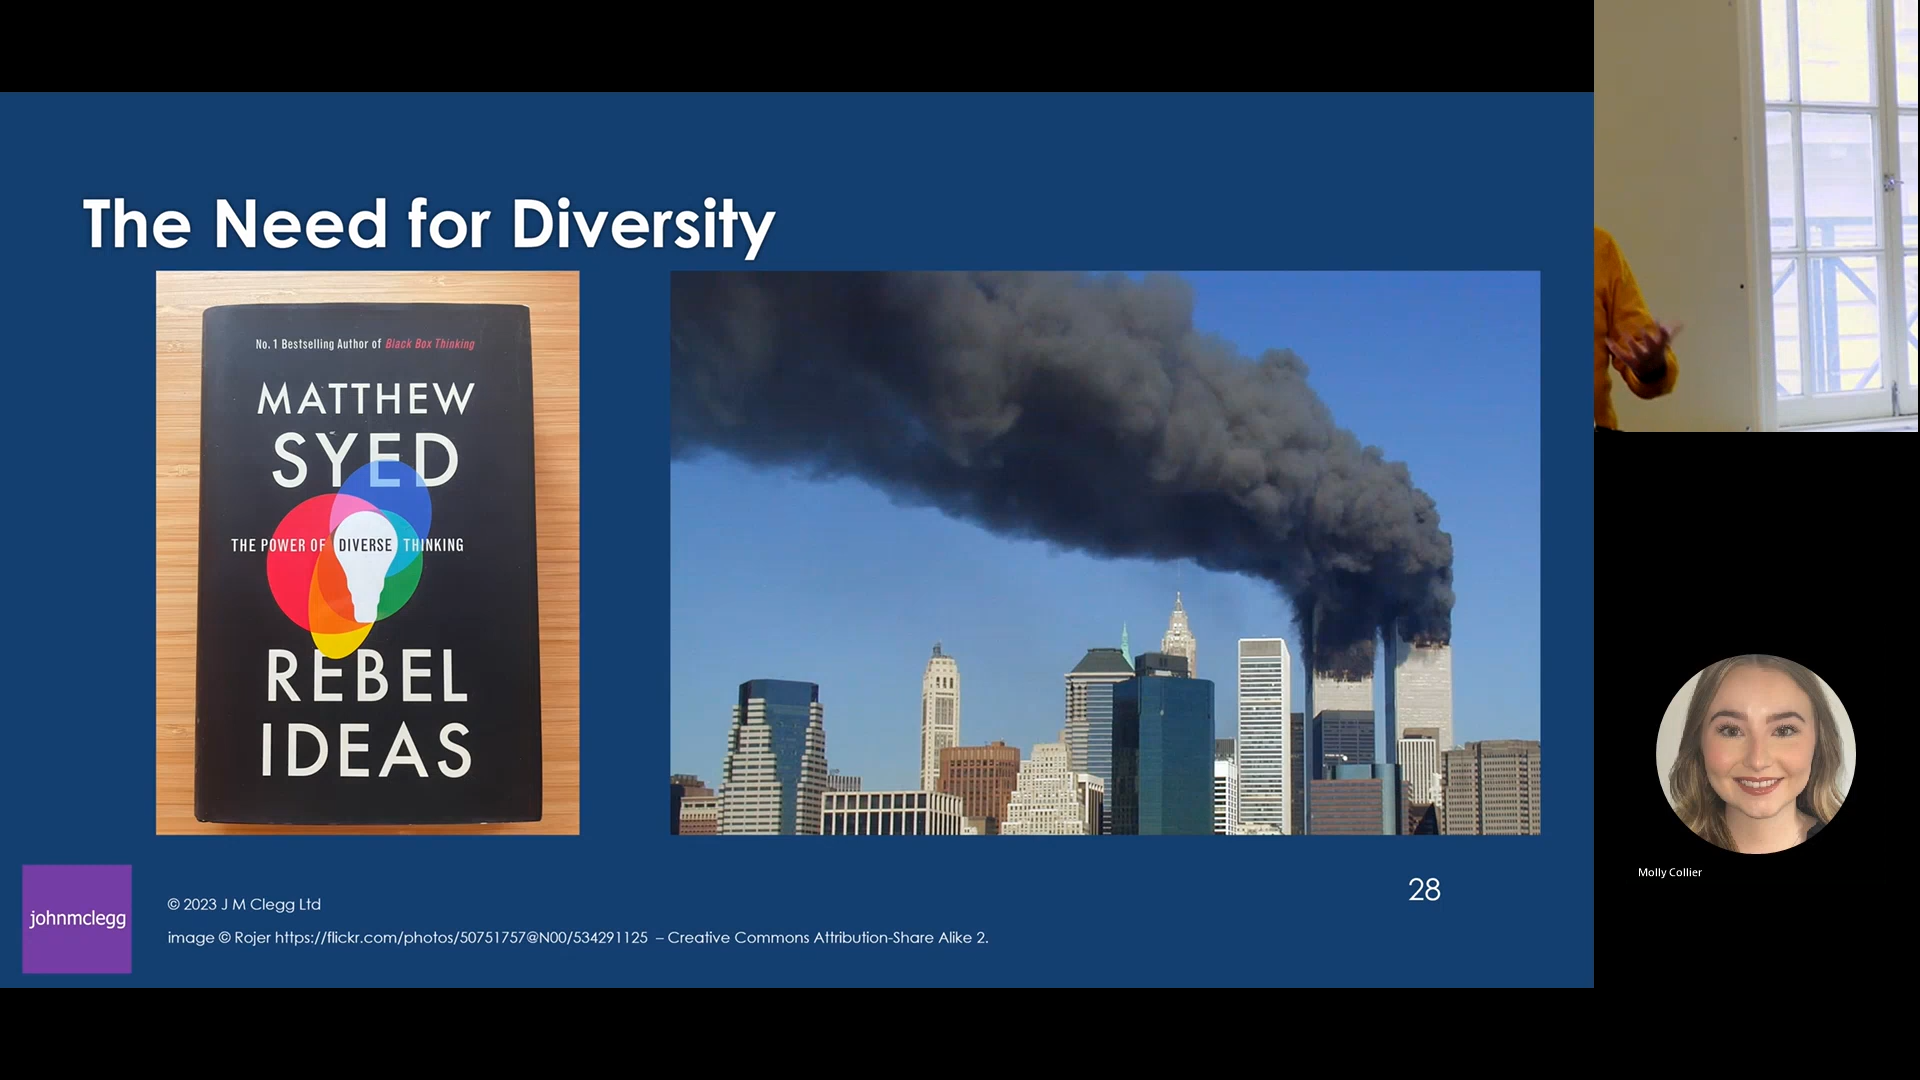 The Need for Diversity
No. 1 Bestselling Author of Black Box Thinking
MATTHEW
SYED
THE POWER OF DIVERSE THINKING
REBEL
IDEAS
28
johnmclegg
© 2023 J M Clegg Ltd
image © Rojer https://flickr.com/photos/50751757@N00/534291125 – Creative Commons Attribution-Share Alike 2.
Molly Collier